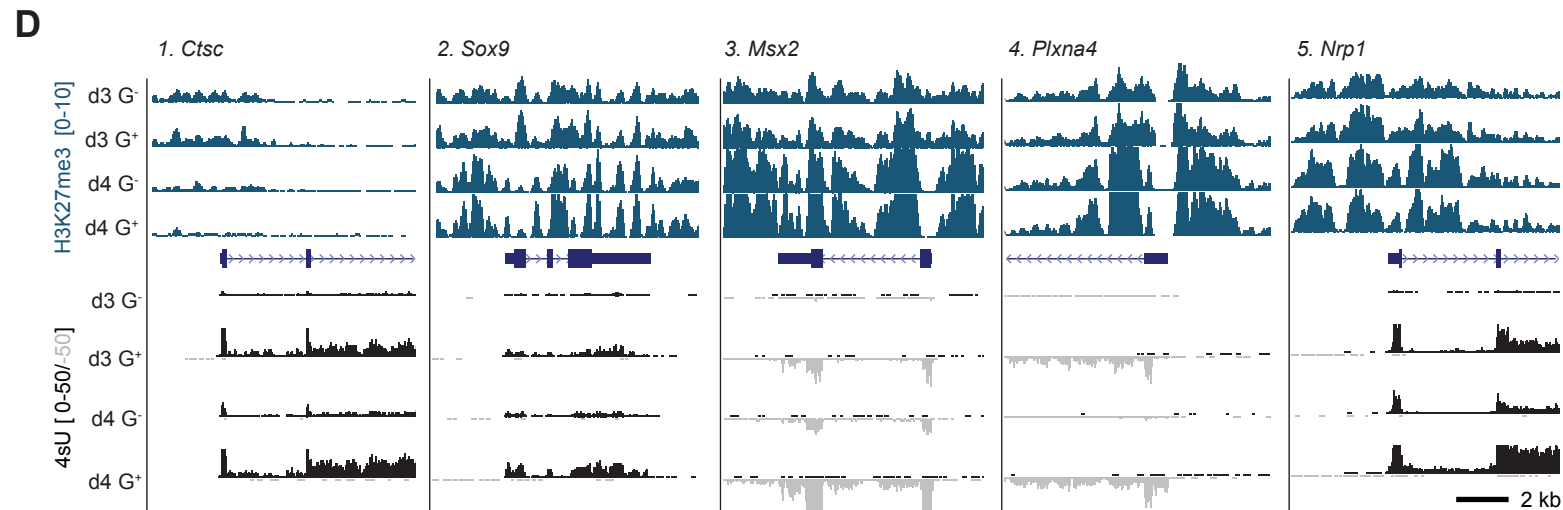 D
1. Ctsc
2. Sox9
3. Msx2
4. Plxna4
5. Nrp1
H3K27me3 [0-10]
d3 G-
d3 G+
d4 G-
d4 G+
4sU [ 0-50/-50]
d3 G-
d3 G+
d4 G-
d4 G+
2 kb